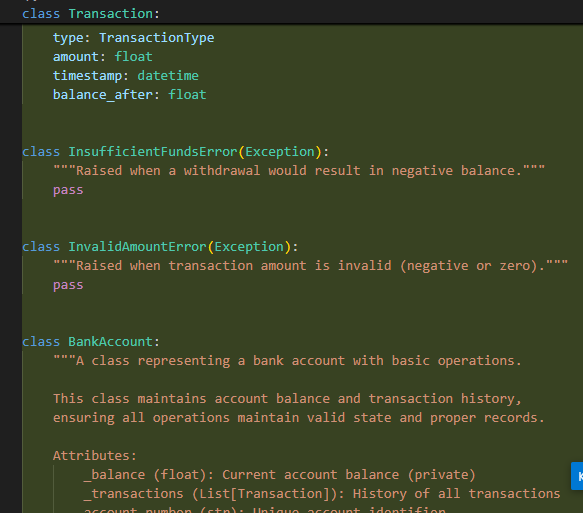 class Transaction:
    type: TransactionType
    amount: float
    timestamp: datetime
    balance_after: float
class InsufficientFundsError(Exception):
    """Raised when a withdrawal would result in negative balance."""
    pass
class InvalidAmountError(Exception):
    """Raised when transaction amount is invalid (negative or zero)."""
    pass
class BankAccount:
    """A class representing a bank account with basic operations.
    This class maintains account balance and transaction history,
    ensuring all operations maintain valid state and proper records.
    Attributes:
        _balance (float): Current account balance (private)
        _transactions (List[Transaction]): History of all transactions
        account_number (str): Unique account identifier